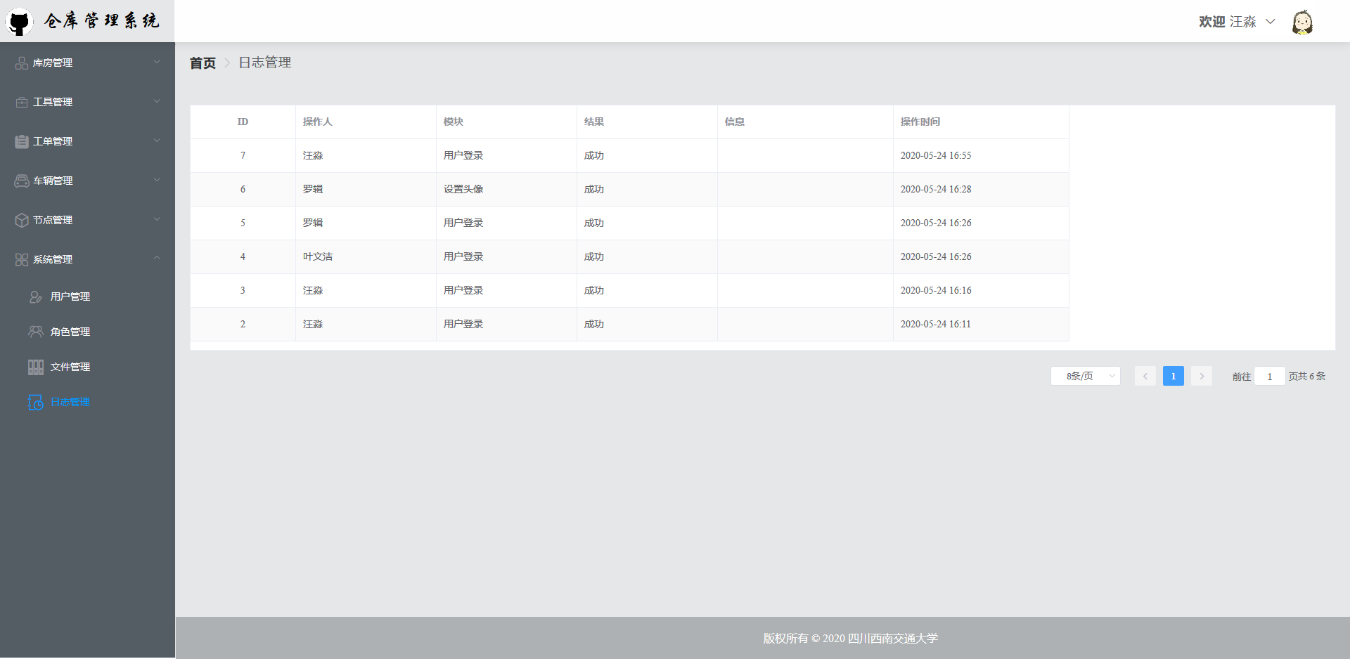 仓库管理系统
欢迎 汪淼
库房管理
工具管理
工单管理
车辆管理
节点管理
系统管理
用户管理
角色管理
文件管理
日志管理
首页 日志管理
ID 操作人 模块 结果 信息 操作时间
7 汪淼 用户登录 成功 2020-05-24 16:55
6 罗辑 设置头像 成功 2020-05-24 16:28
5 罗辑 用户登录 成功 2020-05-24 16:26
4 叶文洁 用户登录 成功 2020-05-24 16:26
3 汪淼 用户登录 成功 2020-05-24 16:16
2 汪淼 用户登录 成功 2020-05-24 16:11
8条/页 1 前往 1 页共 6 条
版权所有 © 2020 四川西南交通大学